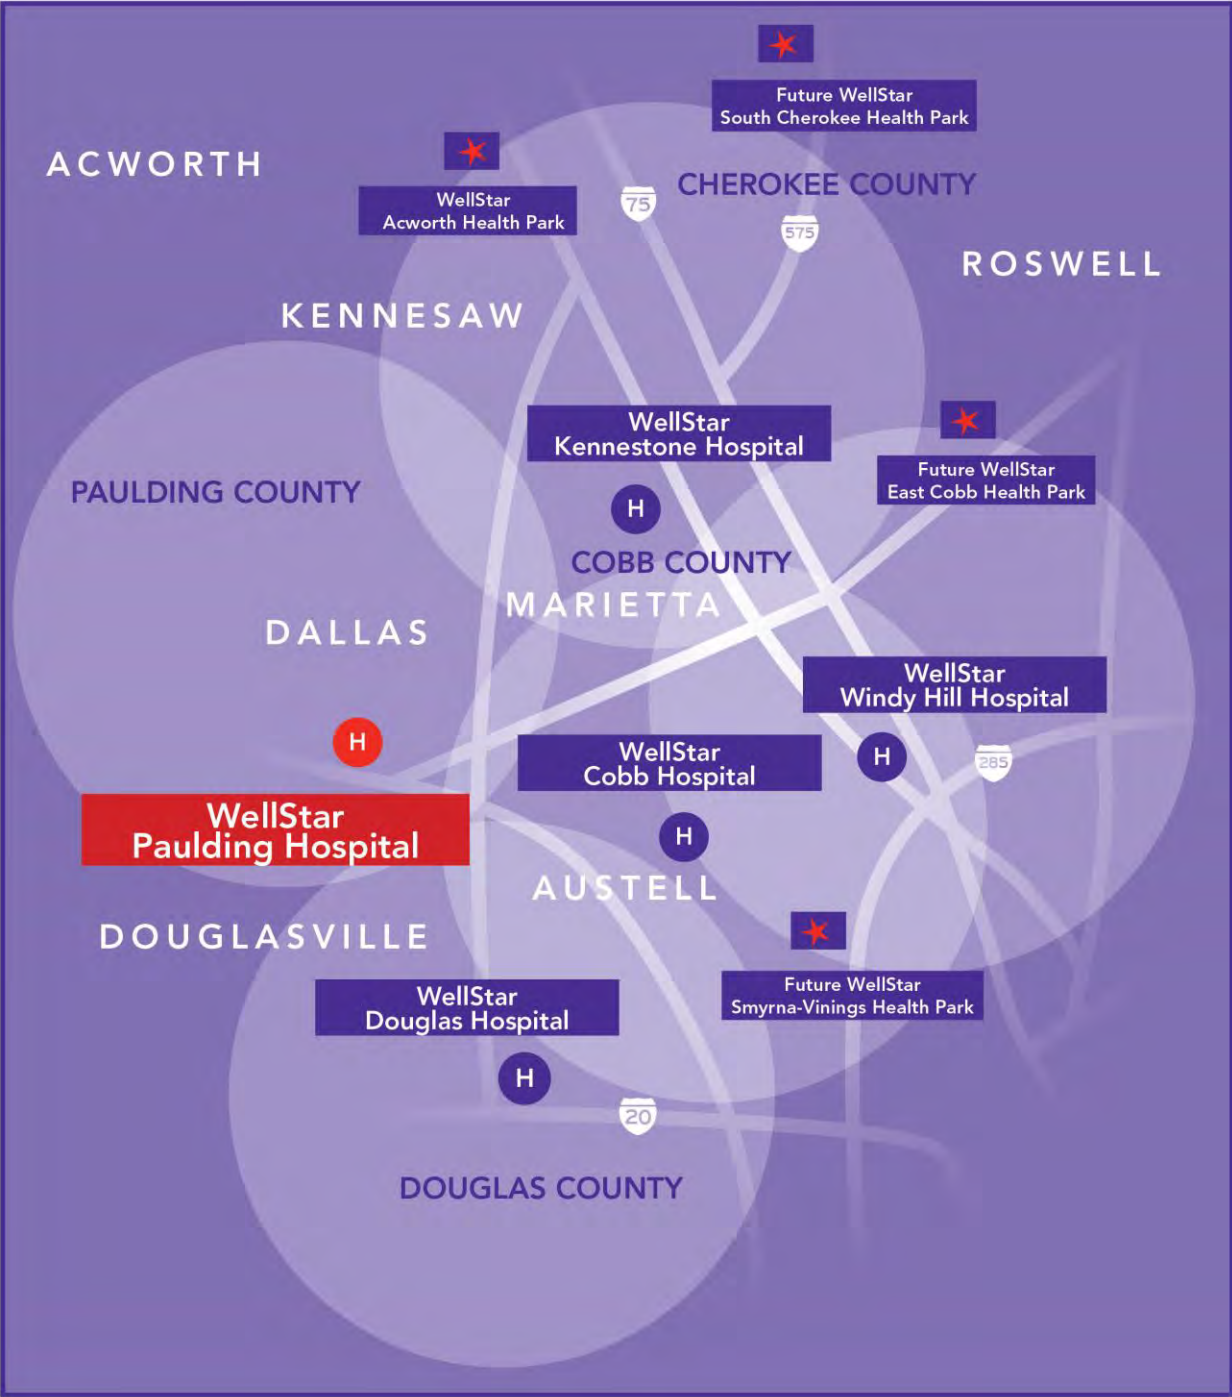 Future WellStar
South Cherokee Health Park
ACWORTH
WellStar
Acworth Health Park
75
CHEROKEE COUNTY
575
ROSWELL
KENNESAW
WellStar
Kennestone Hospital
Future WellStar
East Cobb Health Park
PAULDING COUNTY
H
COBB COUNTY
MARIETTA
DALLAS
WellStar
Windy Hill Hospital
H
WellStar
Cobb Hospital
H
285
WellStar
Paulding Hospital
H
AUSTELL
DOUGLASVILLE
Future WellStar
Smyrna-Vinings Health Park
WellStar
Douglas Hospital
H
20
DOUGLAS COUNTY